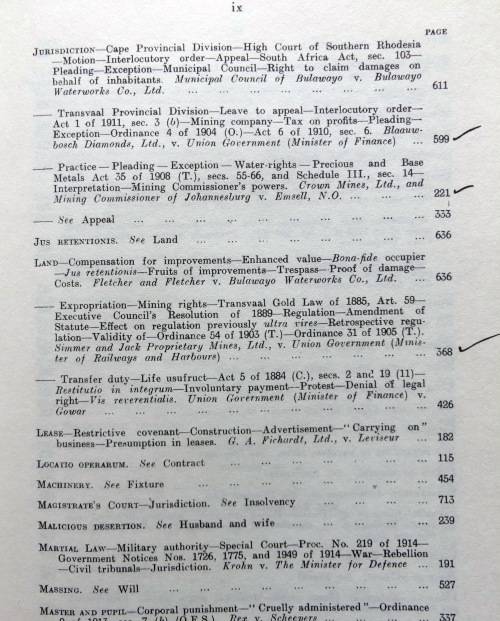 ix
PAGE
JURISDICTION—Cape Provincial Division—High Court of Southern Rhodesia
—Motion—Interlocutory order—Appeal—South Africa Act, sec. 103—
Pleading—Exception—Municipal Council—Right to claim damages on
behalf of inhabitants. Municipal Council of Bulawayo v. Bulawayo
Waterworks Co., Ltd. ... ... ... ... ... ... ... 611
—— Transvaal Provincial Division—Leave to appeal—Interlocutory order—
Act 1 of 1911, sec. 3 (b)—Mining company—Tax on profits—Pleading—
Exception—Ordinance 4 of 1904 (O.)—Act 6 of 1910, sec. 6. Blaauw-
bosch Diamonds, Ltd., v. Union Government (Minister of Finance) ... 599
—— Practice—Pleading—Exception—Water-rights—Precious and Base
Metals Act 35 of 1908 (T.), secs. 55-66, and Schedule III., sec. 14—
Interpretation—Mining Commissioner's powers. Crown Mines, Ltd., and
Mining Commissioner of Johannesburg v. Emsell, N.O. ... ... ... 221
—— See Appeal ... ... ... ... ... ... ... ... 333
JUS RETENTIONIS. See Land ... ... ... ... ... ... ... 636
LAND—Compensation for improvements—Enhanced value—Bona-fide occupier
—Jus retentionis—Fruits of improvements—Trespass—Proof of damage—
Costs. Fletcher and Fletcher v. Bulawayo Waterworks Co., Ltd. ... 636
—— Expropriation—Mining rights—Transvaal Gold Law of 1885, Art. 59—
Executive Council's Resolution of 1889—Regulation—Amendment of
Statute—Effect on regulation previously ultra vires—Retrospective regu-
lation—Validity of—Ordinance 54 of 1903 (T.)—Ordinance 31 of 1905 (T.).
Simmer and Jack Proprietary Mines, Ltd., v. Union Government (Minis-
ter of Railways and Harbours) ... ... ... ... ... ... 368
—— Transfer duty—Life usufruct—Act 5 of 1884 (C.), secs. 2 and 19 (11)—
Restitutio in integrum—Involuntary payment—Protest—Denial of legal
right—Vis reverentialis. Union Government (Minister of Finance) v.
Gowar ... ... ... ... ... ... ... ... ... 426
LEASE—Restrictive covenant—Construction—Advertisement—"Carrying on"
business—Presumption in leases. G. A. Fichardt, Ltd., v. Leviseur ... 182
LOCATIO OPERARUM. See Contract ... ... ... ... ... ... 115
MACHINERY. See Fixture ... ... ... ... ... ... ... 454
MAGISTRATE'S COURT—Jurisdiction. See Insolvency ... ... ... ... 713
MALICIOUS DESERTION. See Husband and wife ... ... ... ... 239
MARTIAL LAW—Military authority—Special Court—Proc. No. 219 of 1914—
Government Notices Nos. 1726, 1775, and 1949 of 1914—War—Rebellion
—Civil tribunals—Jurisdiction. Krohn v. The Minister for Defence ... 191
MASSING. See Will ... ... ... ... ... ... ... ... 527
MASTER AND PUPIL—Corporal punishment—"Cruelly administered"—Ordinance
(O.F.S.) Rex v. Scheepers ... ... ... ... 337